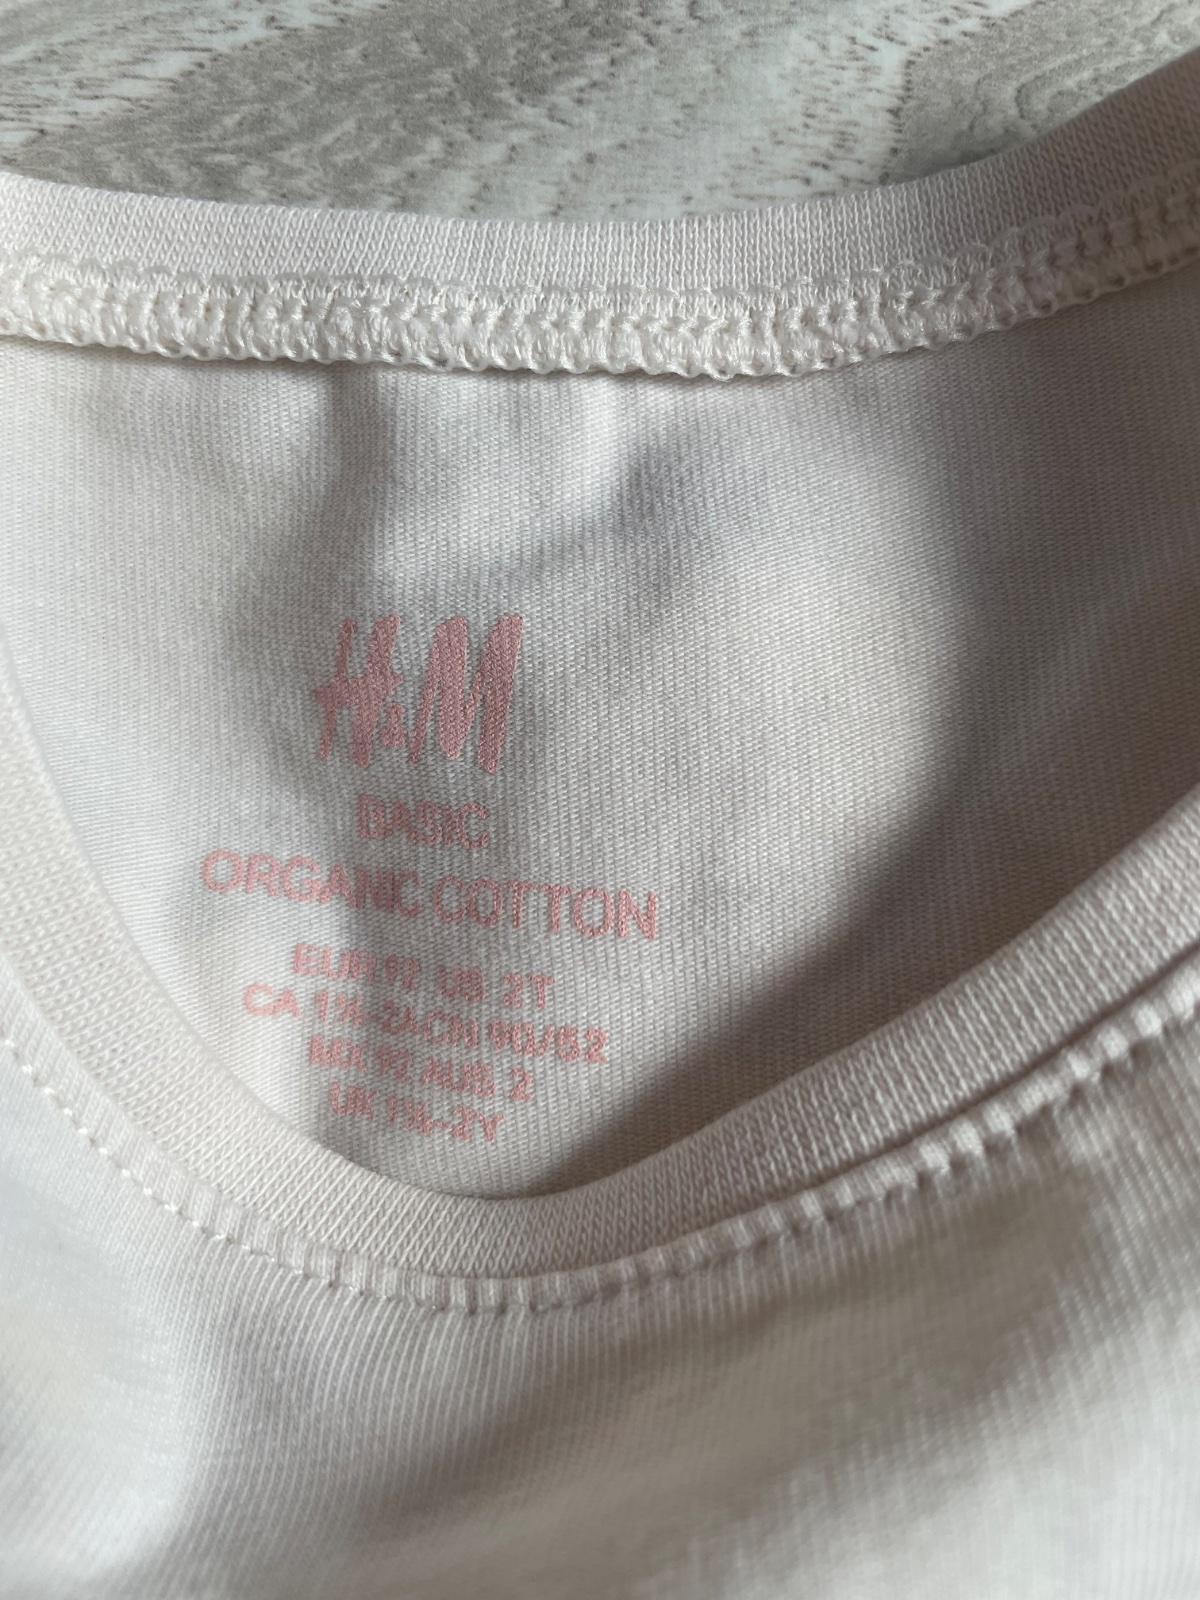 H&M
BASIC
ORGANIC COTTON
EUR 92 US 2T
CA 1½-2A CN 90/52
MEX 92 AUS 2
UK 1½-2Y